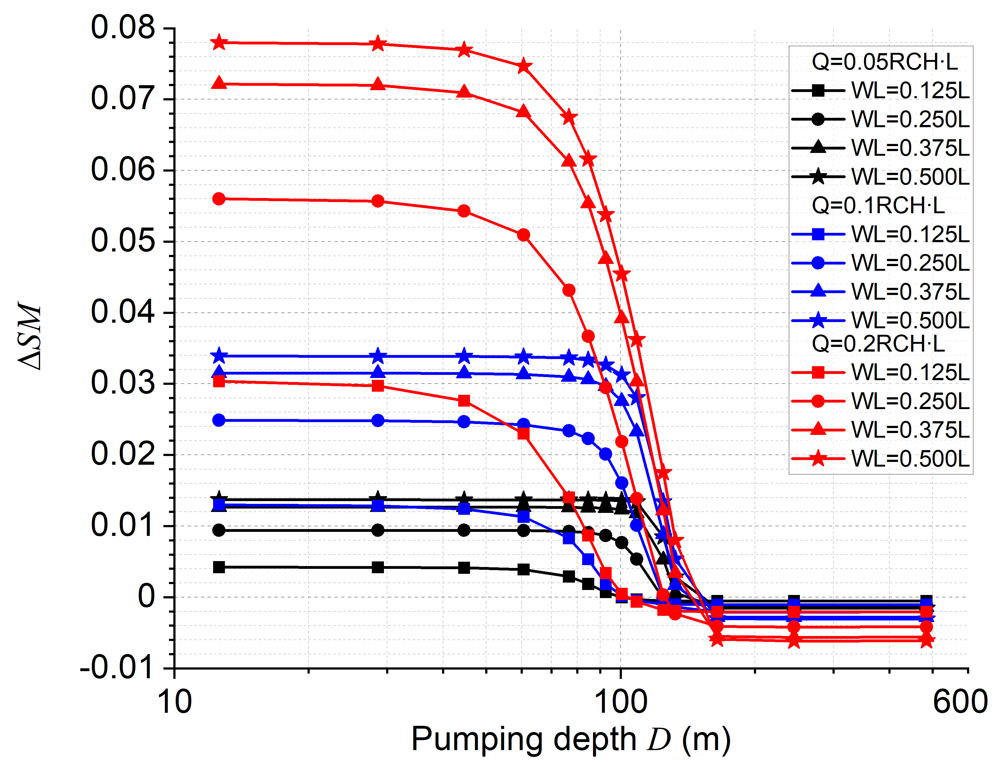 0.08
0.07
0.06
0.05
0.04
0.03
0.02
0.01
0
-0.01
ΔSM
10
100
600
Pumping depth D (m)
Q=0.05RCH·L
WL=0.125L
WL=0.250L
WL=0.375L
WL=0.500L
Q=0.1RCH·L
WL=0.125L
WL=0.250L
WL=0.375L
WL=0.500L
Q=0.2RCH·L
WL=0.125L
WL=0.250L
WL=0.375L
WL=0.500L